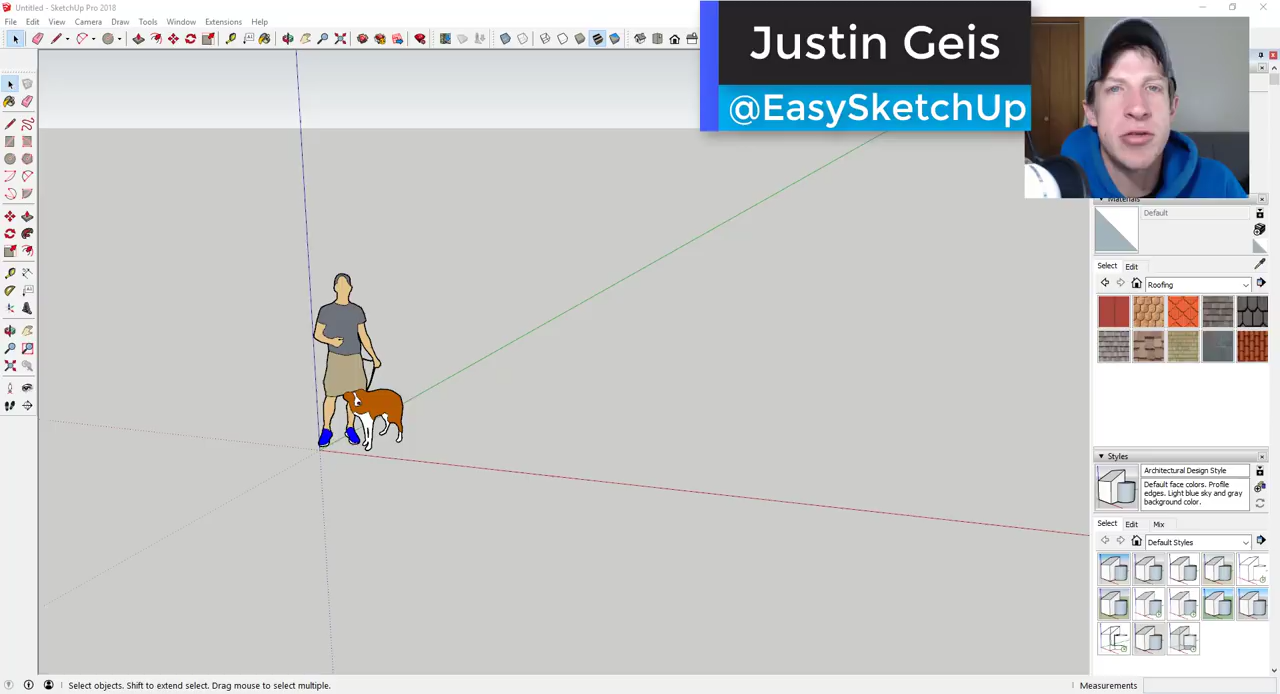 Untitled - SketchUp Pro 2018
File Edit View Camera Draw Tools Window Extensions Help
Justin Geis
@EasySketchUp
Materials
Default
Select Edit
Roofing
Styles
Architectural Design Style
Default face colors. Profile
edges. Light blue sky and gray
background color.
Select Edit Mix
Default Styles
Select objects. Shift to extend select. Drag mouse to select multiple.
Measurements